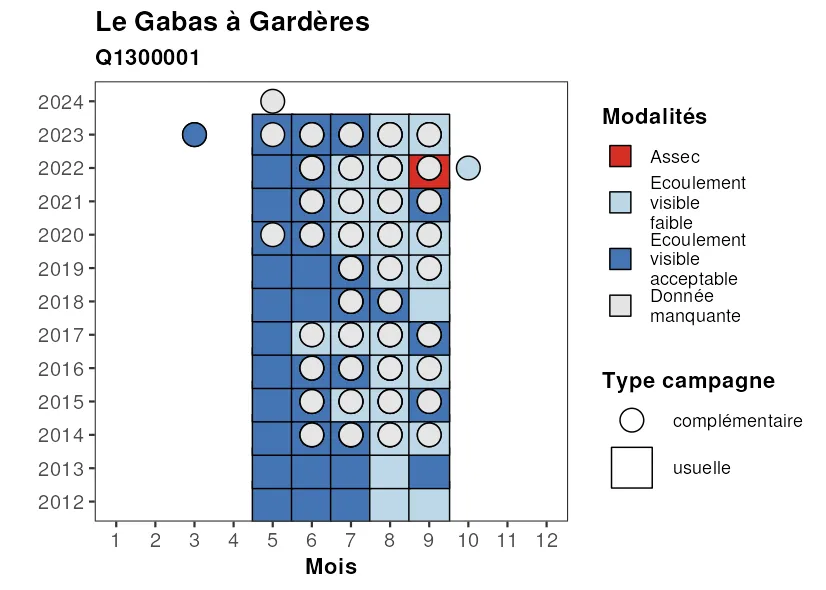 Le Gabas à Gardères
Q1300001
2024
2023
2022
2021
2020
2019
2018
2017
2016
2015
2014
2013
2012
1 2 3 4 5 6 7 8 9 10 11 12
Mois
Modalités
Assec
Ecoulement
visible
faible
Ecoulement
visible
acceptable
Donnée
manquante
Type campagne
complémentaire
usuelle